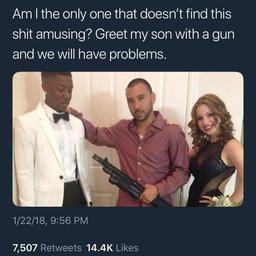 Am I the only one that doesn't find this
shit amusing? Greet my son with a gun
and we will have problems.
1/22/18, 9:56 PM
7,507 Retweets 14.4K Likes